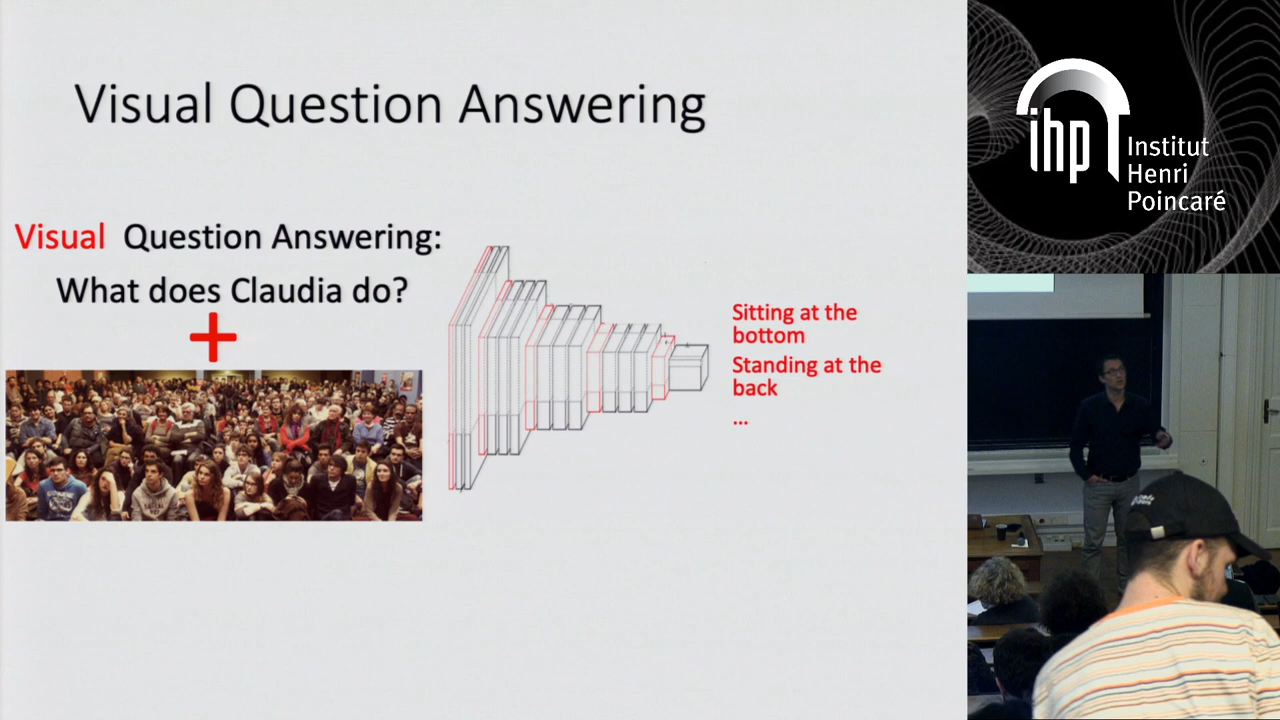 Visual Question Answering
Visual Question Answering:
What does Claudia do?
+
Sitting at the
bottom
Standing at the
back
...
ihp Institut
Henri
Poincaré